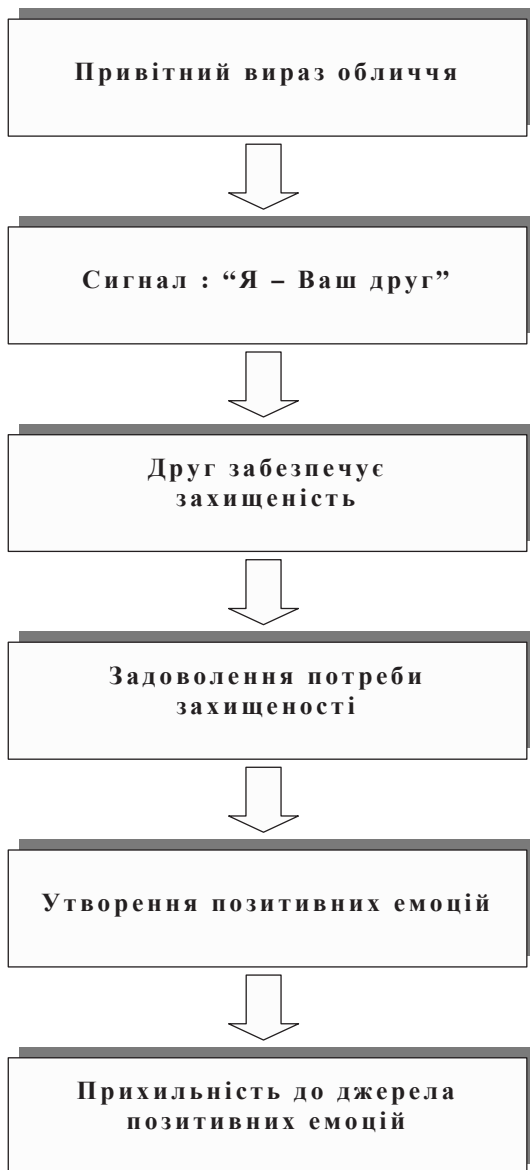 Привітний вираз обличчя
Сигнал : “Я – Ваш друг”
Друг забезпечує
захищеність
Задоволення потреби
захищеності
Утворення позитивних емоцій
Прихильність до джерела
позитивних емоцій